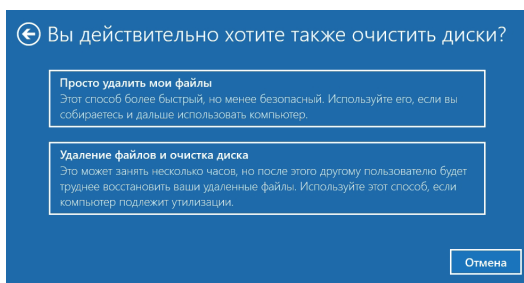 Вы действительно хотите также очистить диски?
Просто удалить мои файлы
Этот способ более быстрый, но менее безопасный. Используйте его, если вы
собираетесь и дальше использовать компьютер.
Удаление файлов и очистка диска
Это может занять несколько часов, но после этого другому пользователю будет
труднее восстановить ваши удаленные файлы. Используйте этот способ, если
компьютер подлежит утилизации.
Отмена